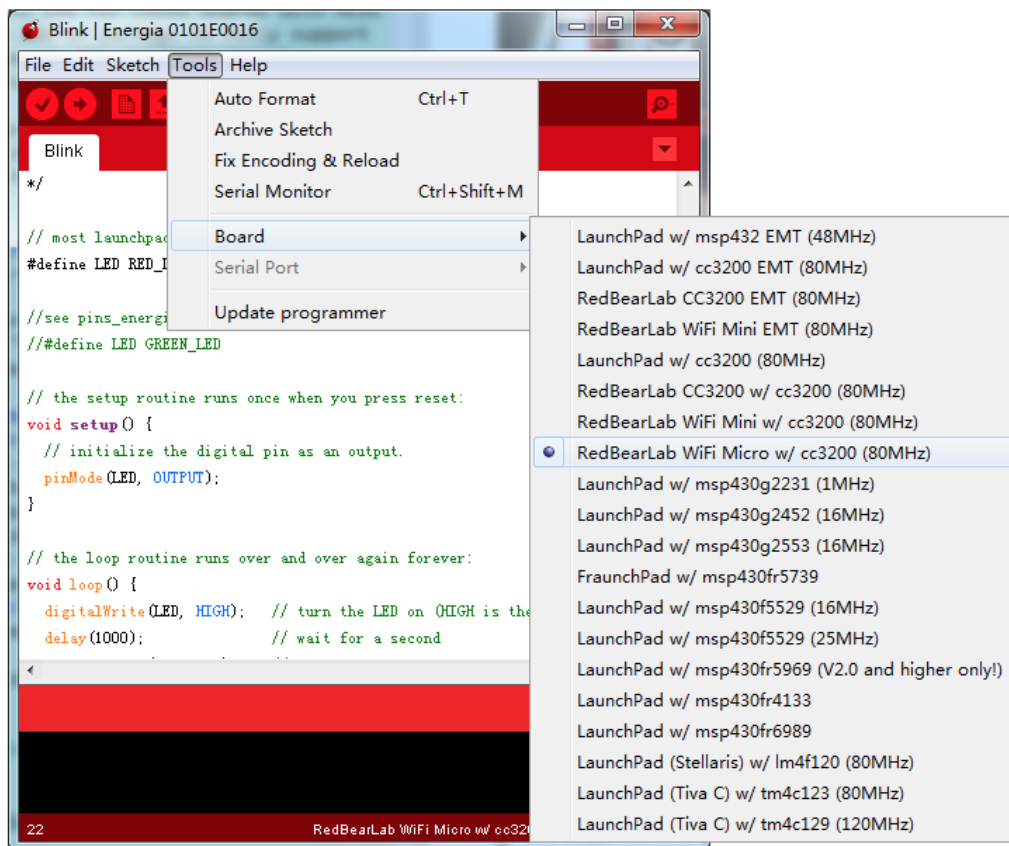 Blink | Energia 0101E0016
support
File Edit Sketch Tools Help
Auto Format Ctrl+T
Archive Sketch
Fix Encoding & Reload
Serial Monitor Ctrl+Shift+M
Board
Serial Port
Update programmer
Blink
*/
// most launchpad
#define LED RED_
//see pins_energi
//#define LED GREEN_LED
// the setup routine runs once when you press reset:
void setup() {
// initialize the digital pin as an output.
pinMode(LED, OUTPUT);
}
// the loop routine runs over and over again forever:
void loop() {
digitalWrite(LED, HIGH); // turn the LED on (HIGH is the
delay(1000); // wait for a second
LaunchPad w/ msp432 EMT (48MHz)
LaunchPad w/ cc3200 EMT (80MHz)
RedBearLab CC3200 EMT (80MHz)
RedBearLab WiFi Mini EMT (80MHz)
LaunchPad w/ cc3200 (80MHz)
RedBearLab CC3200 w/ cc3200 (80MHz)
RedBearLab WiFi Mini w/ cc3200 (80MHz)
RedBearLab WiFi Micro w/ cc3200 (80MHz)
LaunchPad w/ msp430g2231 (1MHz)
LaunchPad w/ msp430g2452 (16MHz)
LaunchPad w/ msp430g2553 (16MHz)
FraunchPad w/ msp430fr5739
LaunchPad w/ msp430f5529 (16MHz)
LaunchPad w/ msp430f5529 (25MHz)
LaunchPad w/ msp430fr5969 (V2.0 and higher only!)
LaunchPad w/ msp430fr4133
LaunchPad w/ msp430fr6989
LaunchPad (Stellaris) w/ lm4f120 (80MHz)
LaunchPad (Tiva C) w/ tm4c123 (80MHz)
LaunchPad (Tiva C) w/ tm4c129 (120MHz)
22 RedBearLab WiFi Micro w/ cc320